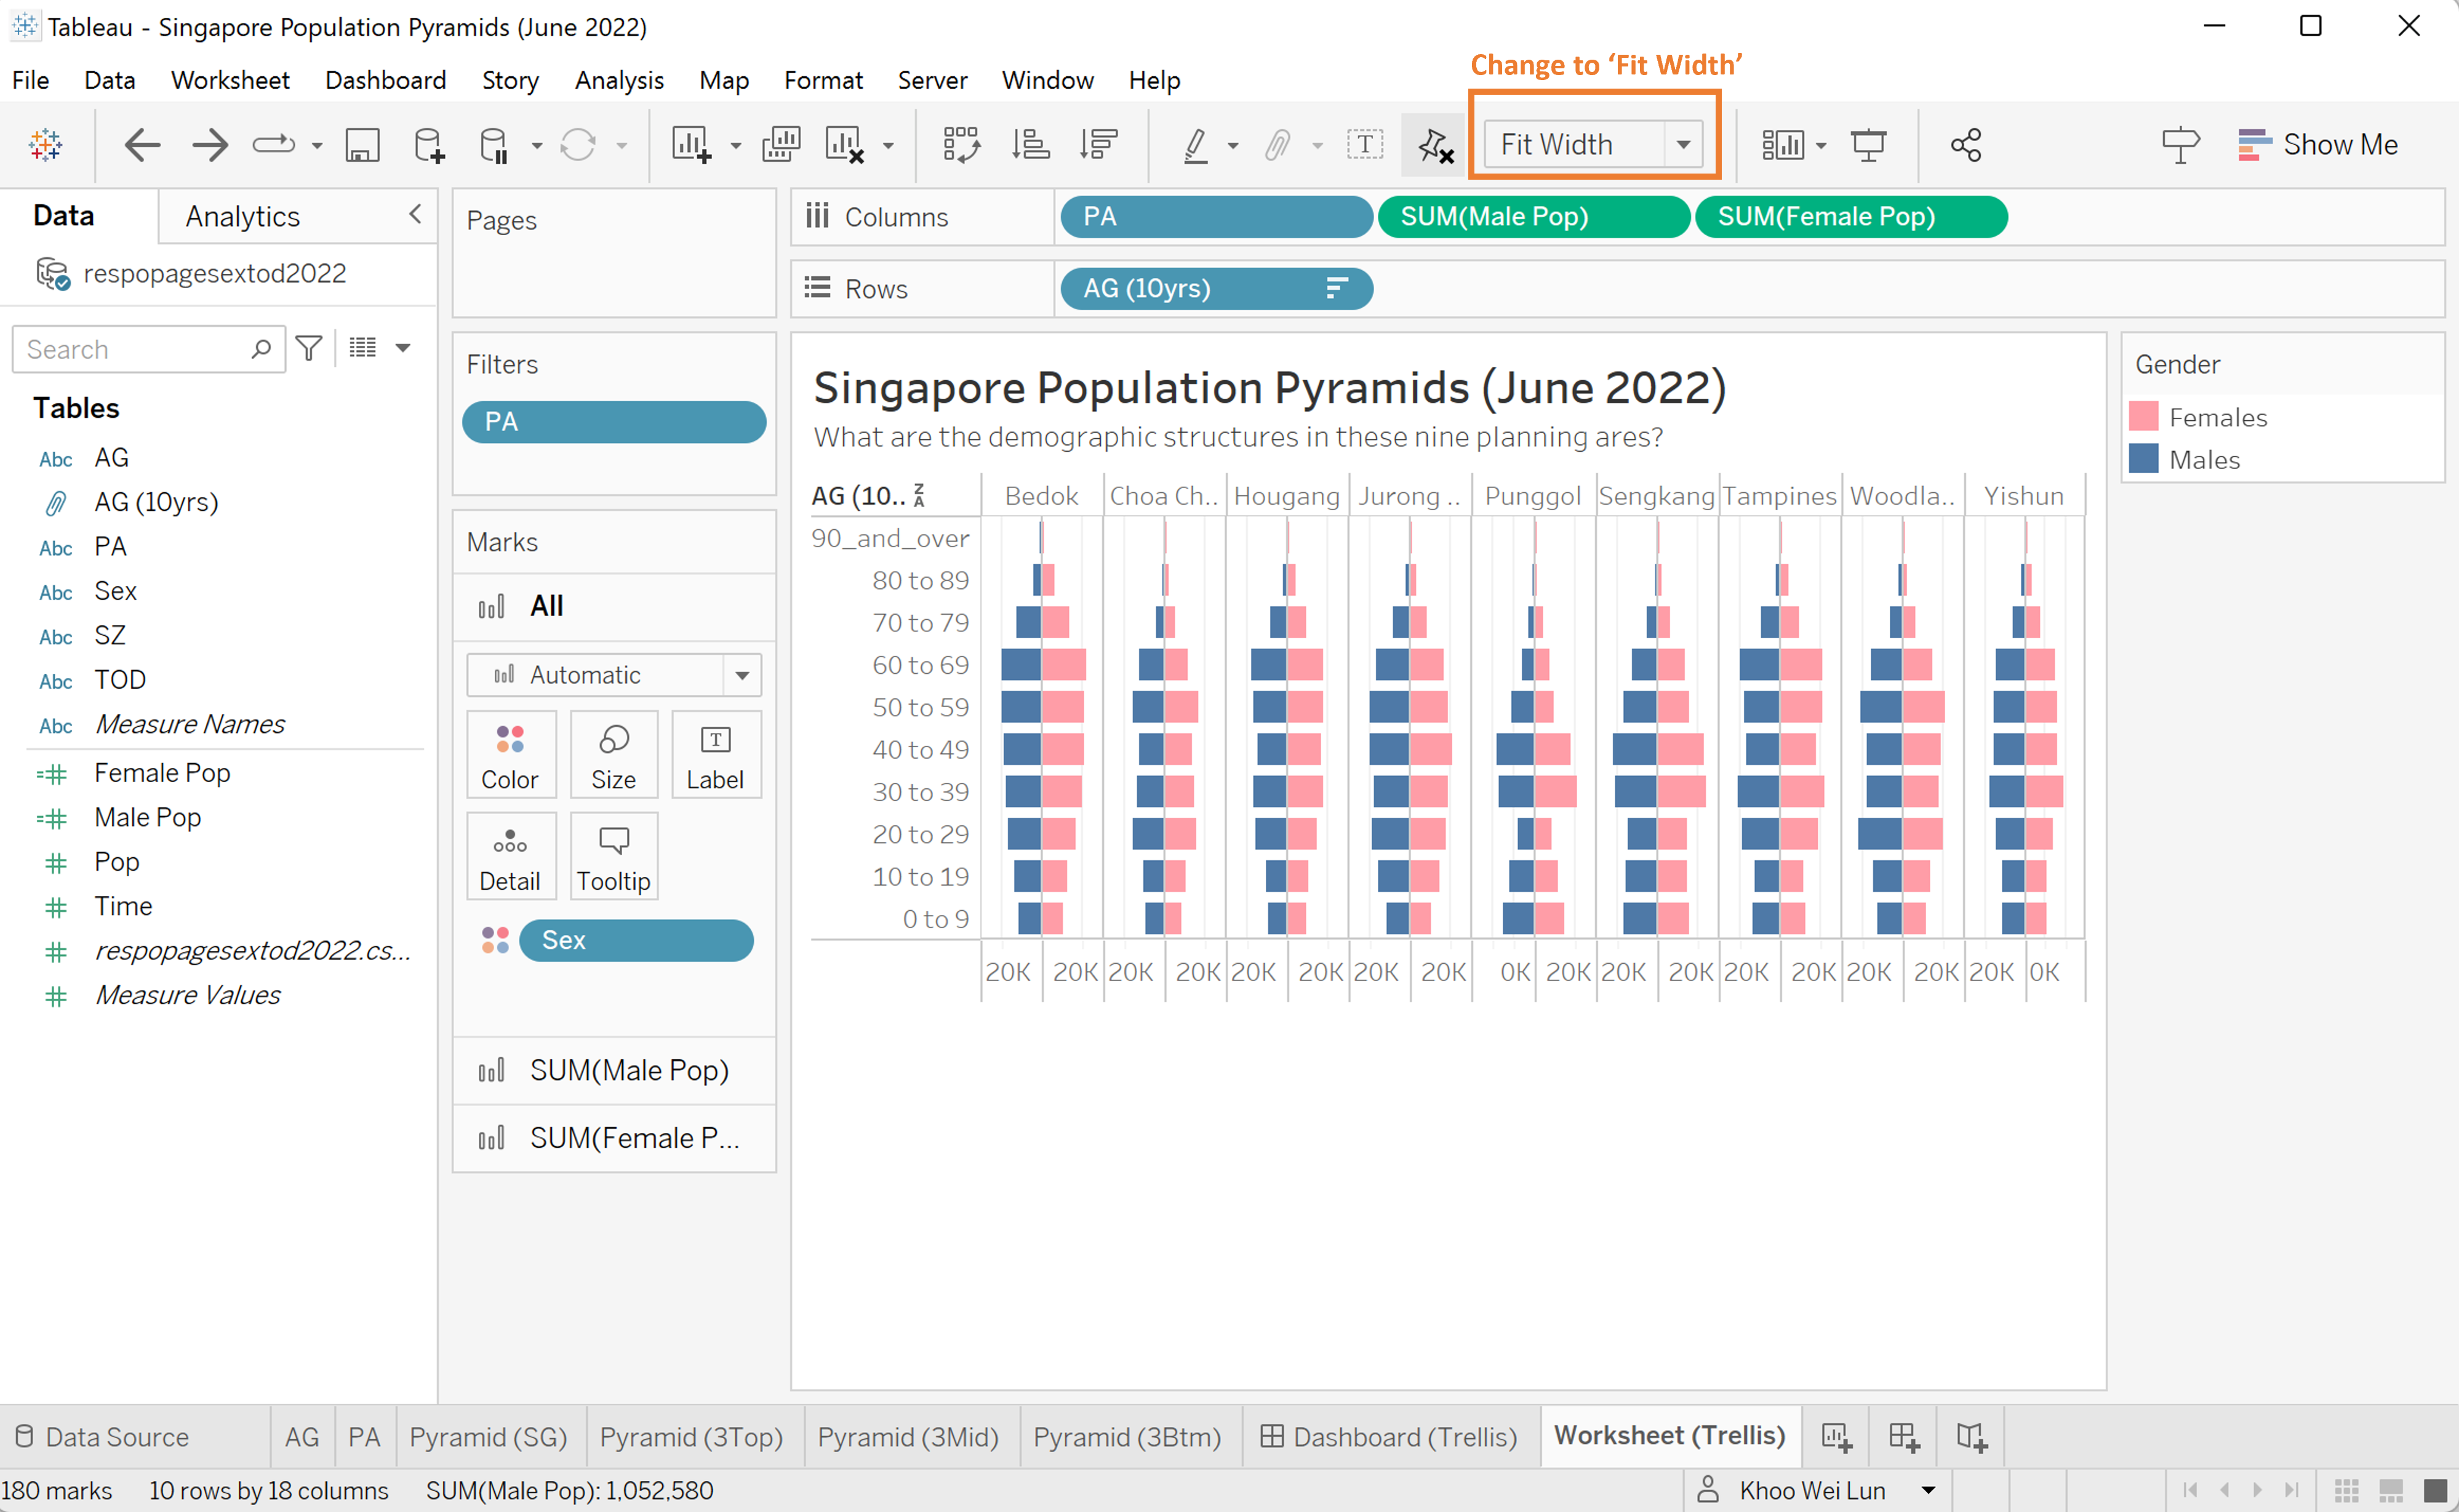 Tableau - Singapore Population Pyramids (June 2022)
Change to ‘Fit Width’
File Data Worksheet Dashboard Story Analysis Map Format Server Window Help
Fit Width
Show Me
Data Analytics
Pages
Columns PA SUM(Male Pop) SUM(Female Pop)
respopagesextod2022
Rows AG (10yrs)
Search
Filters
PA
Tables
Abc AG
AG (10yrs)
Abc PA
Abc Sex
Abc SZ
Abc TOD
Abc Measure Names
Female Pop
Male Pop
Pop
Time
respopagesextod2022.cs...
Measure Values
Marks
All
Automatic
Color Size Label
Detail Tooltip
Sex
SUM(Male Pop)
SUM(Female P...
Singapore Population Pyramids (June 2022)
What are the demographic structures in these nine planning ares?
AG (10.. Bedok Choa Ch.. Hougang Jurong .. Punggol Sengkang Tampines Woodla.. Yishun
90_and_over
80 to 89
70 to 79
60 to 69
50 to 59
40 to 49
30 to 39
20 to 29
10 to 19
0 to 9
20K 20K 20K 20K 20K 20K 20K 20K 0K 20K 20K 20K 20K 20K 20K 20K 20K 0K
Gender
Females
Males
Data Source AG PA Pyramid (SG) Pyramid (3Top) Pyramid (3Mid) Pyramid (3Btm) Dashboard (Trellis) Worksheet (Trellis)
180 marks 10 rows by 18 columns SUM(Male Pop): 1,052,580 Khoo Wei Lun